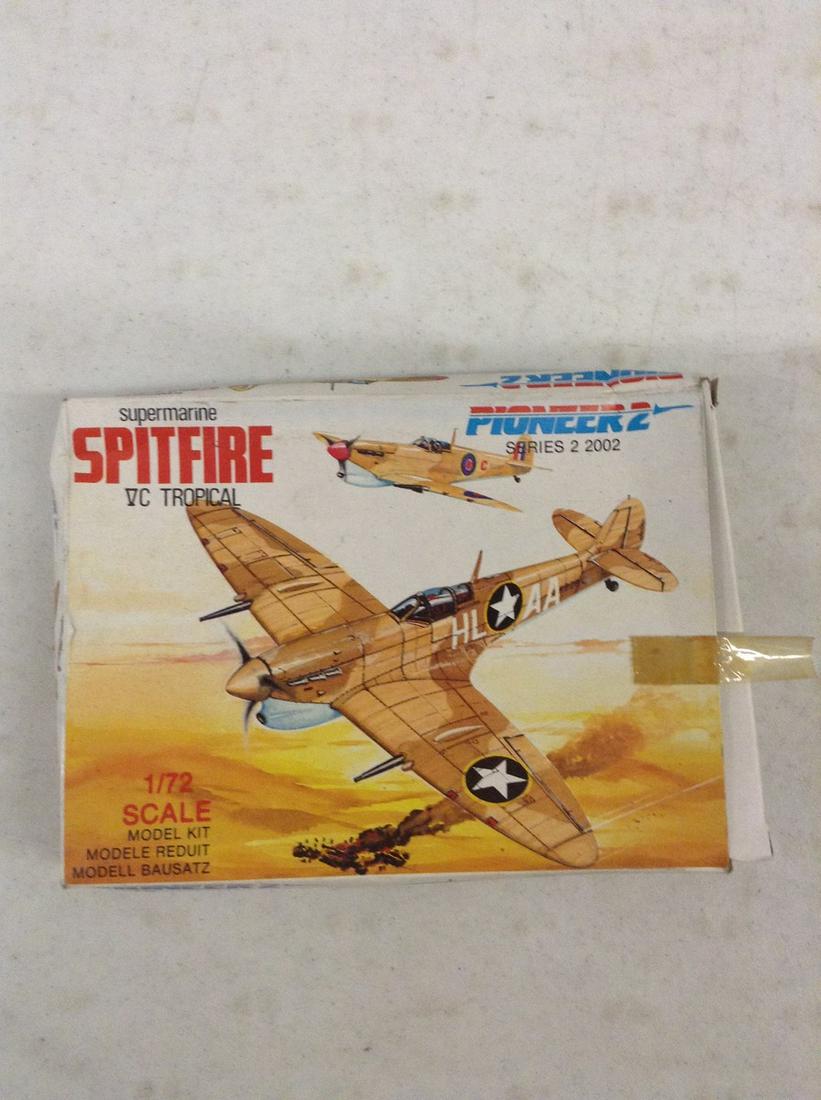 PIONEER 2
supermarine
SPITFIRE
VC TROPICAL
PIONEER 2
SERIES 2 2002
C
HL AA
1/72
SCALE
MODEL KIT
MODELE REDUIT
MODELL BAUSATZ